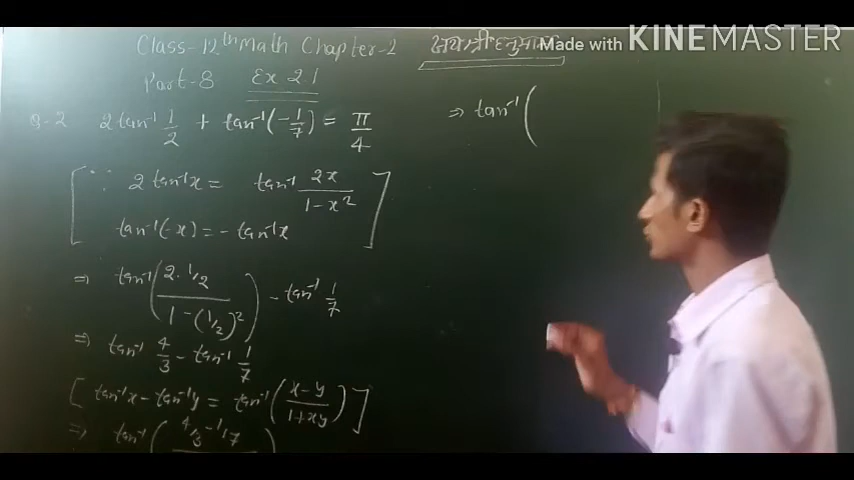 Class-12th Math Chapter-2 जय श्री हनुमान
Made with KINEMASTER
Part-8 Ex 2.1
Q-2 2 tan⁻¹ 1/2 + tan⁻¹(-1/7) = π/4
[∵ 2 tan⁻¹x = tan⁻¹ 2x/1-x²
tan⁻¹(-x) = - tan⁻¹x]
⇒ tan⁻¹(2·1/2 / 1-(1/2)²) - tan⁻¹ 1/7
⇒ tan⁻¹ 4/3 - tan⁻¹ 1/7
[tan⁻¹x - tan⁻¹y = tan⁻¹(x-y / 1+xy)]
⇒ tan⁻¹(4/3 - 1/7)
⇒ tan⁻¹(